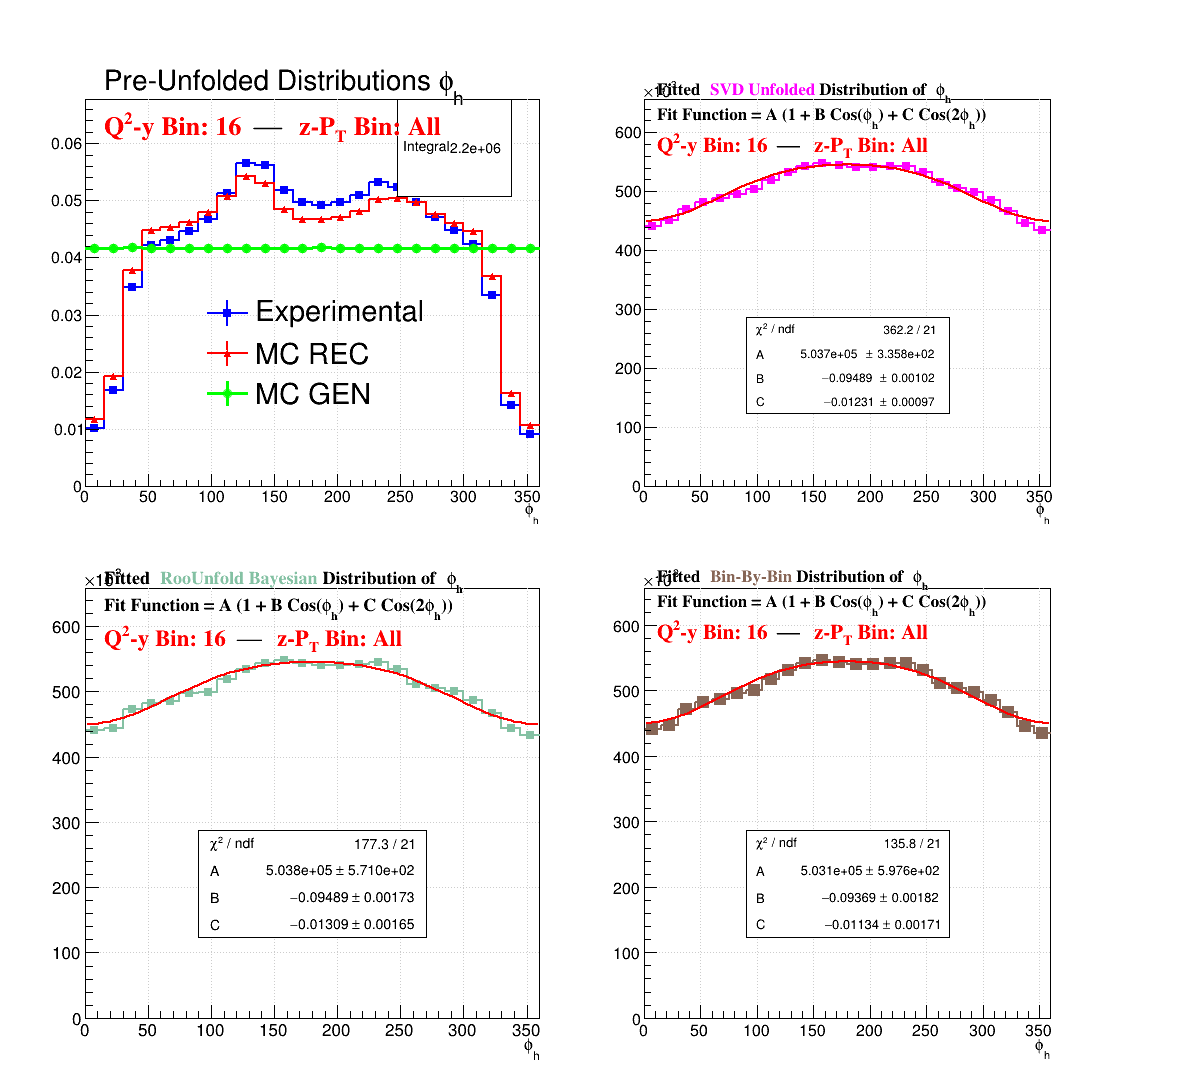 Pre-Unfolded Distributions ϕh
Q²-y Bin: 16 — z-PT Bin: All
Integral 2.2e+06
0.06
0.05
0.04
0.03
0.02
0.01
0
Experimental
MC REC
MC GEN
0 50 100 150 200 250 300 350
ϕh
Fitted SVD Unfolded Distribution of ϕh
Fit Function = A (1 + B Cos(ϕh) + C Cos(2ϕh))
Q²-y Bin: 16 — z-PT Bin: All
600
500
400
300
200
100
0
χ² / ndf 362.2 / 21
A 5.037e+05 ± 3.358e+02
B −0.09489 ± 0.00102
C −0.01231 ± 0.00097
0 50 100 150 200 250 300 350
ϕh
Fitted RooUnfold Bayesian Distribution of ϕh
Fit Function = A (1 + B Cos(ϕh) + C Cos(2ϕh))
Q²-y Bin: 16 — z-PT Bin: All
600
500
400
300
200
100
0
χ² / ndf 177.3 / 21
A 5.038e+05 ± 5.710e+02
B −0.09489 ± 0.00173
C −0.01309 ± 0.00165
0 50 100 150 200 250 300 350
ϕh
Fitted Bin-By-Bin Distribution of ϕh
Fit Function = A (1 + B Cos(ϕh) + C Cos(2ϕh))
Q²-y Bin: 16 — z-PT Bin: All
600
500
400
300
200
100
0
χ² / ndf 135.8 / 21
A 5.031e+05 ± 5.976e+02
B −0.09369 ± 0.00182
C −0.01134 ± 0.00171
0 50 100 150 200 250 300 350
ϕh